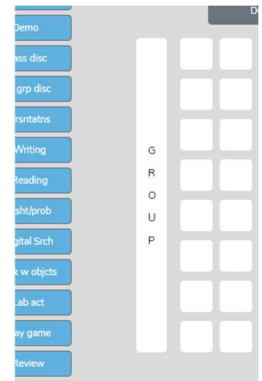 D
Demo
ass disc
grp disc
rsntatns
Writing
Reading
sht/prob
gital Srch
k w objcts
Lab act
ay game
Review
G
R
O
U
P